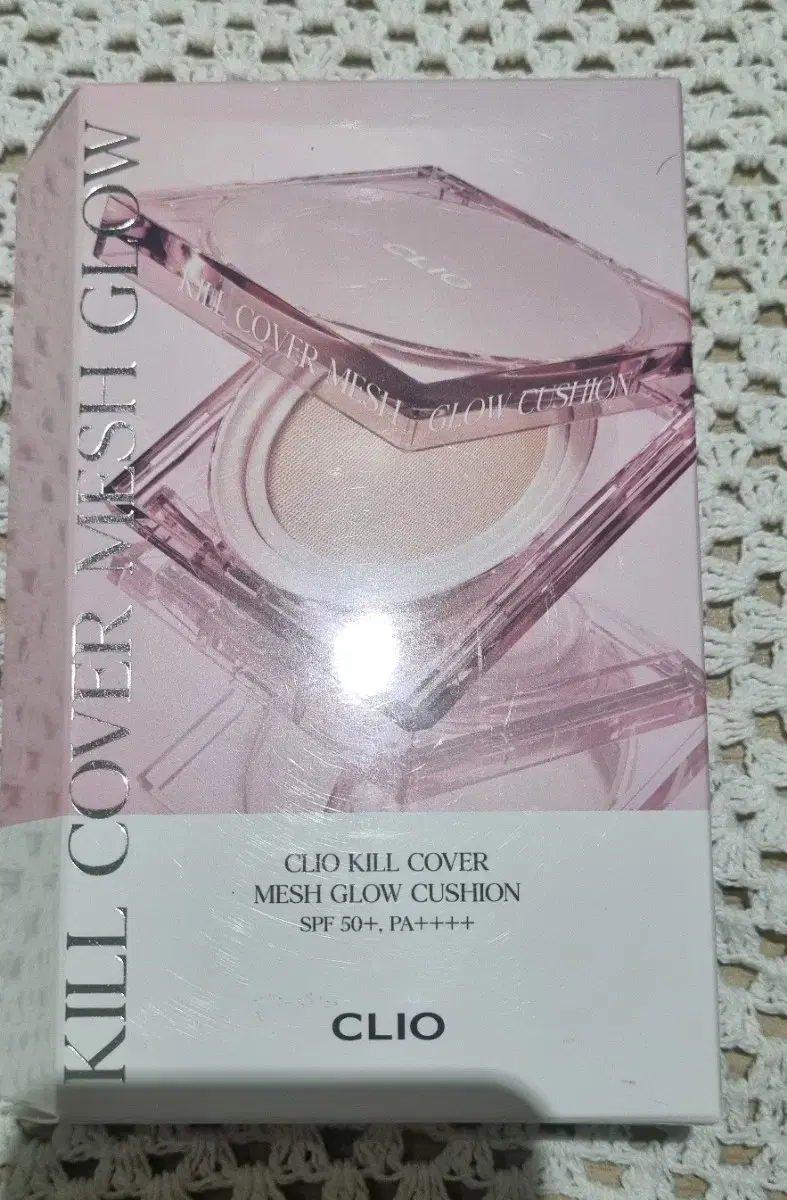 KILL COVER MESH GLOW
CLIO
KILL COVER MESH GLOW CUSHION
CLIO KILL COVER
MESH GLOW CUSHION
SPF 50+, PA++++
CLIO